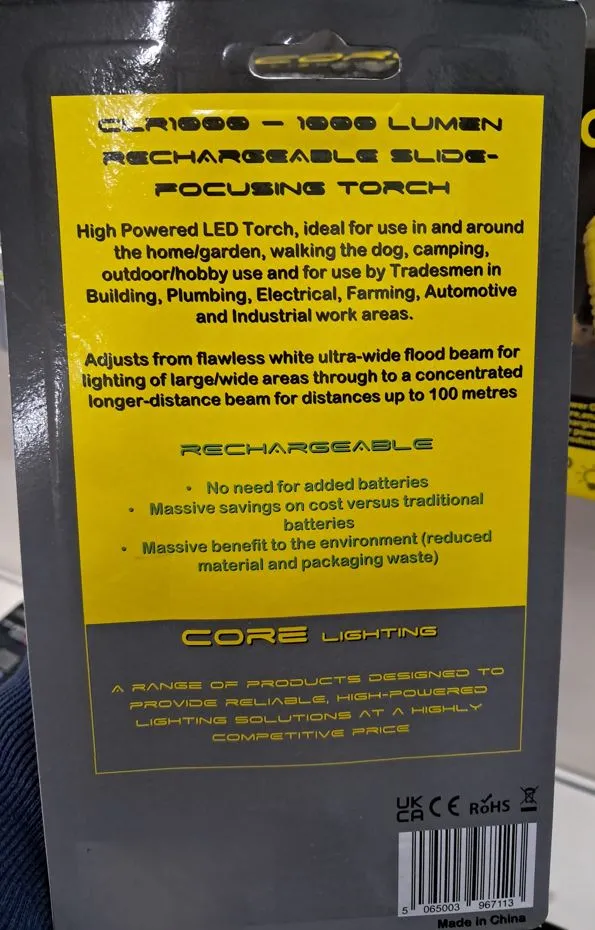 CORE
CLR1000 – 1000 LUMEN
RECHARGEABLE SLIDE-
FOCUSING TORCH
High Powered LED Torch, ideal for use in and around
the home/garden, walking the dog, camping,
outdoor/hobby use and for use by Tradesmen in
Building, Plumbing, Electrical, Farming, Automotive
and Industrial work areas.
Adjusts from flawless white ultra-wide flood beam for
lighting of large/wide areas through to a concentrated
longer-distance beam for distances up to 100 metres
RECHARGEABLE
• No need for added batteries
• Massive savings on cost versus traditional
batteries
• Massive benefit to the environment (reduced
material and packaging waste)
CORE LIGHTING
A RANGE OF PRODUCTS DESIGNED TO
PROVIDE RELIABLE, HIGH-POWERED
LIGHTING SOLUTIONS AT A HIGHLY
COMPETITIVE PRICE
UK
CA CE RoHS
5 065003 967113
Made in China